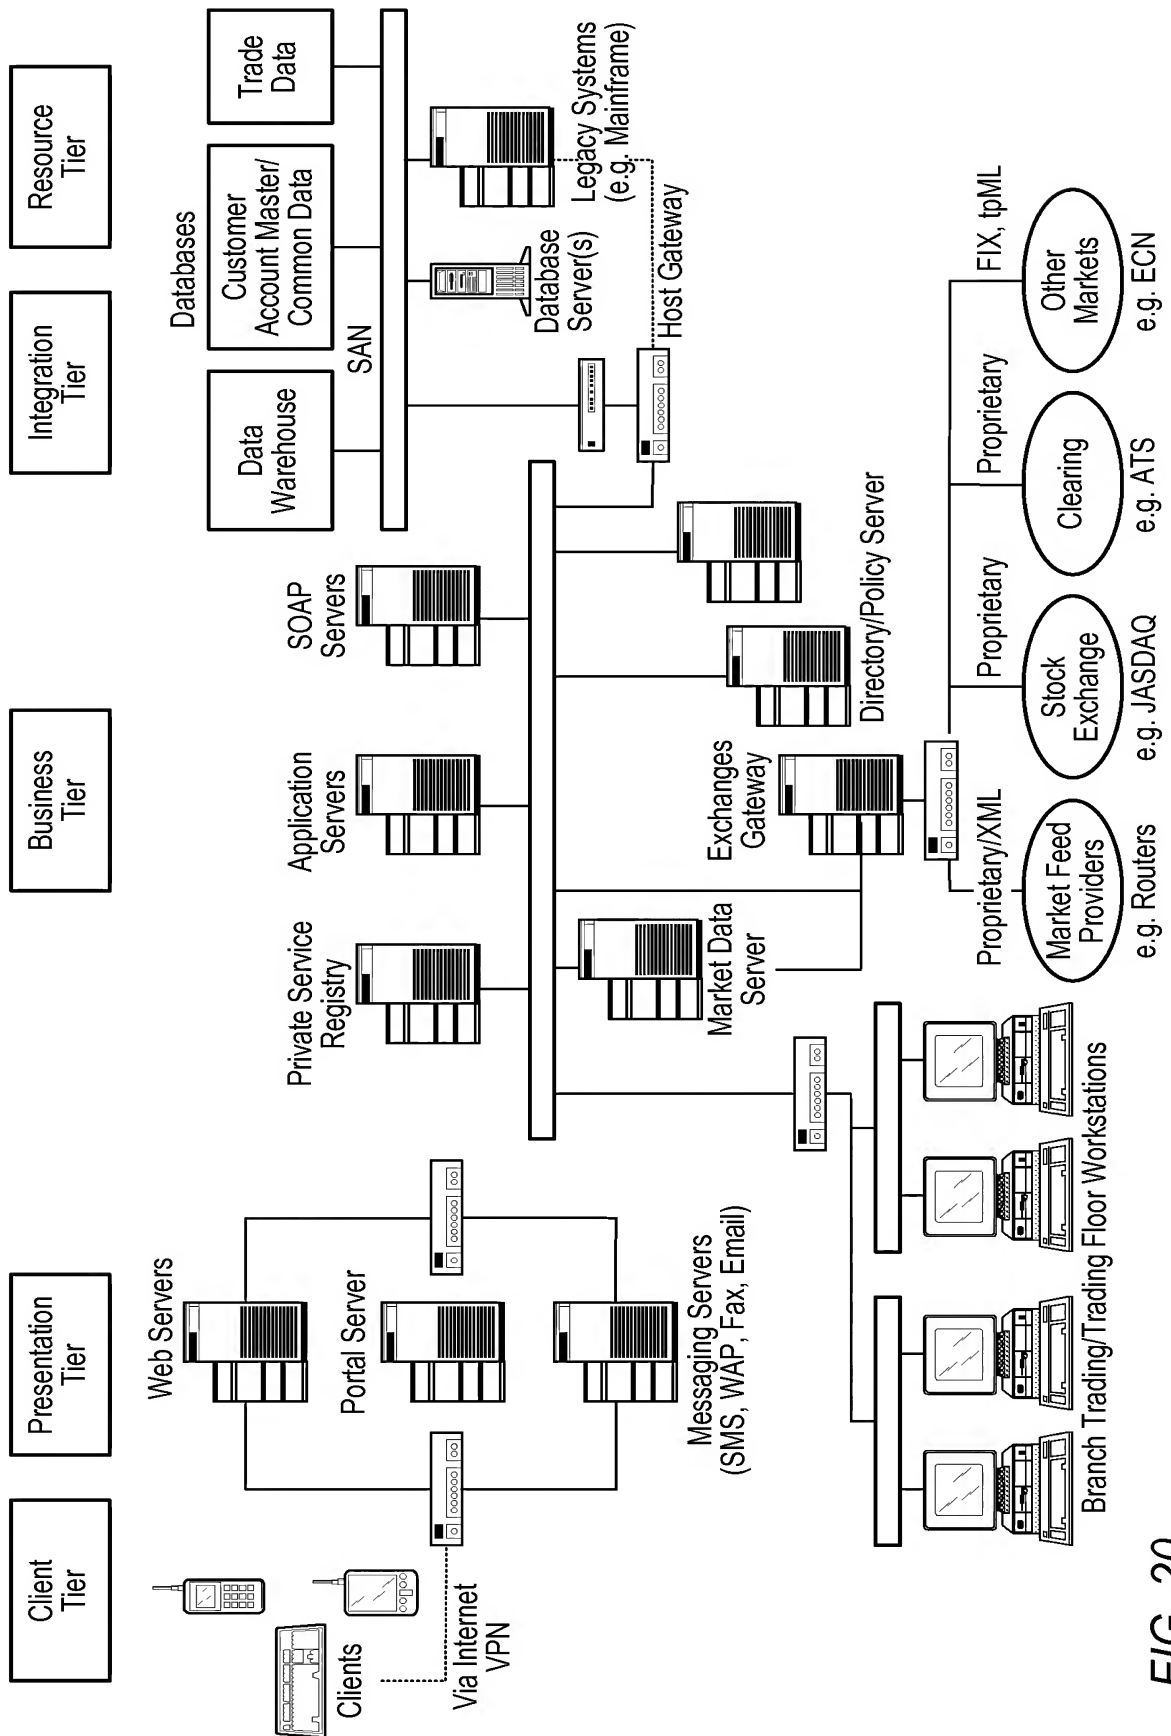 Client
Tier
Presentation
Tier
Business
Tier
Integration
Tier
Resource
Tier
Clients
Via Internet
VPN
Web Servers
Portal Server
Messaging Servers
(SMS, WAP, Fax, Email)
Private Service
Registry
Application
Servers
SOAP
Servers
Databases
Data
Warehouse
Customer
Account Master/
Common Data
Trade
Data
SAN
Database
Server(s)
Legacy Systems
(e.g. Mainframe)
Host Gateway
Market Data
Server
Exchanges
Gateway
Directory/Policy Server
Proprietary/XML
Proprietary
Proprietary
FIX, tpML
Market Feed
Providers
Stock
Exchange
Clearing
Other
Markets
e.g. Routers
e.g. JASDAQ
e.g. ATS
e.g. ECN
Branch Trading/Trading Floor Workstations
FIG. 20